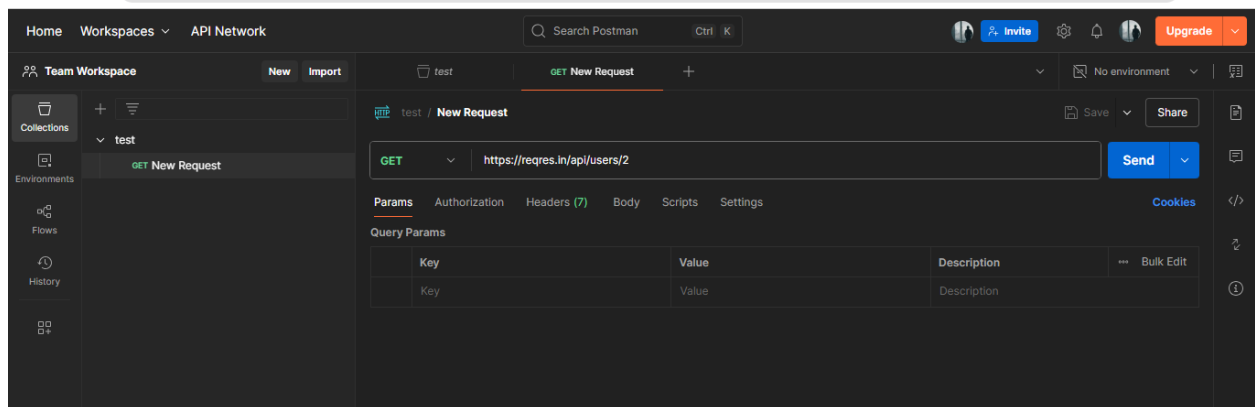 Home Workspaces API Network Search Postman Ctrl K Invite Upgrade
Team Workspace New Import test GET New Request No environment
Collections
HTTP test / New Request Save Share
test
GET New Request
GET https://reqres.in/api/users/2 Send
Environments
Params Authorization Headers (7) Body Scripts Settings Cookies
Flows
Query Params
Key Value Description Bulk Edit
History
Key Value Description